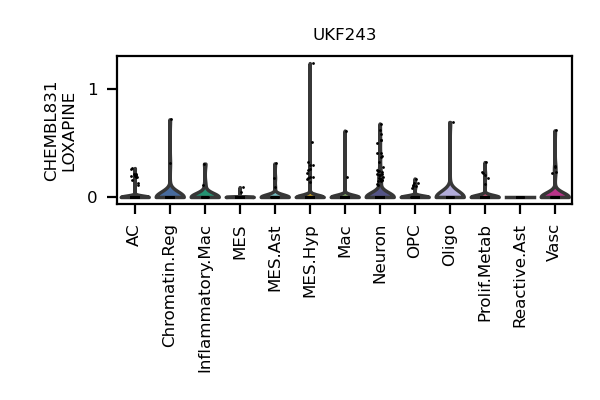 UKF243
CHEMBL831
LOXAPINE
1
0
AC
Chromatin.Reg
Inflammatory.Mac
MES
MES.Ast
MES.Hyp
Mac
Neuron
OPC
Oligo
Prolif.Metab
Reactive.Ast
Vasc